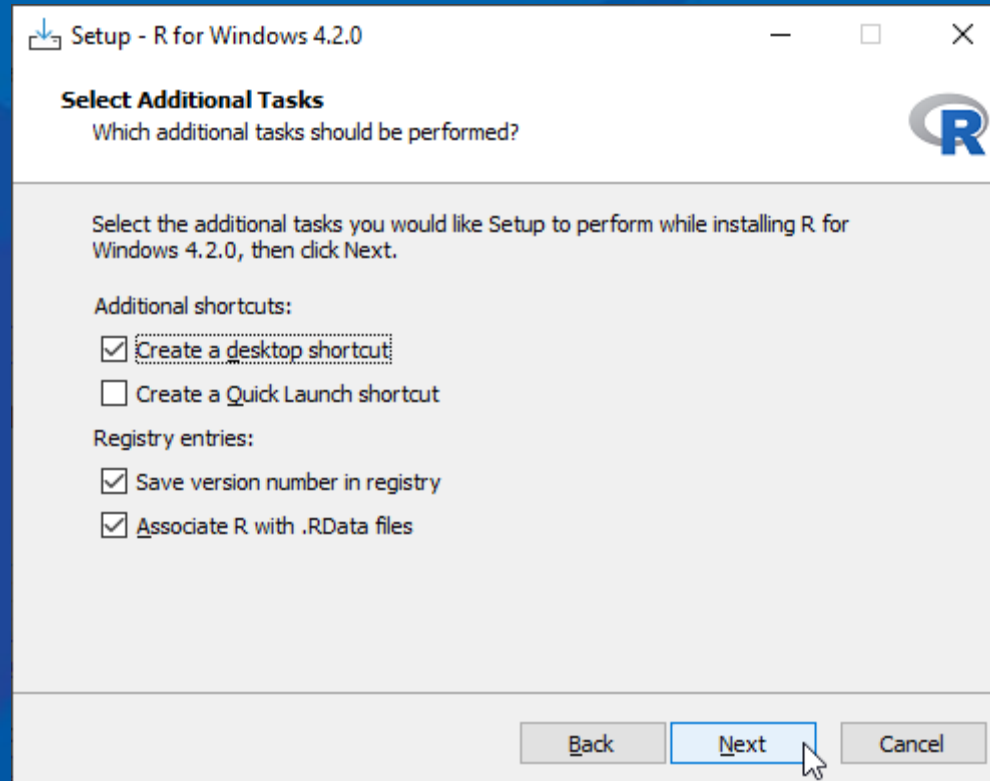 Setup - R for Windows 4.2.0
Select Additional Tasks
Which additional tasks should be performed?
R
Select the additional tasks you would like Setup to perform while installing R for
Windows 4.2.0, then click Next.
Additional shortcuts:
Create a desktop shortcut
Create a Quick Launch shortcut
Registry entries:
Save version number in registry
Associate R with .RData files
Back Next Cancel